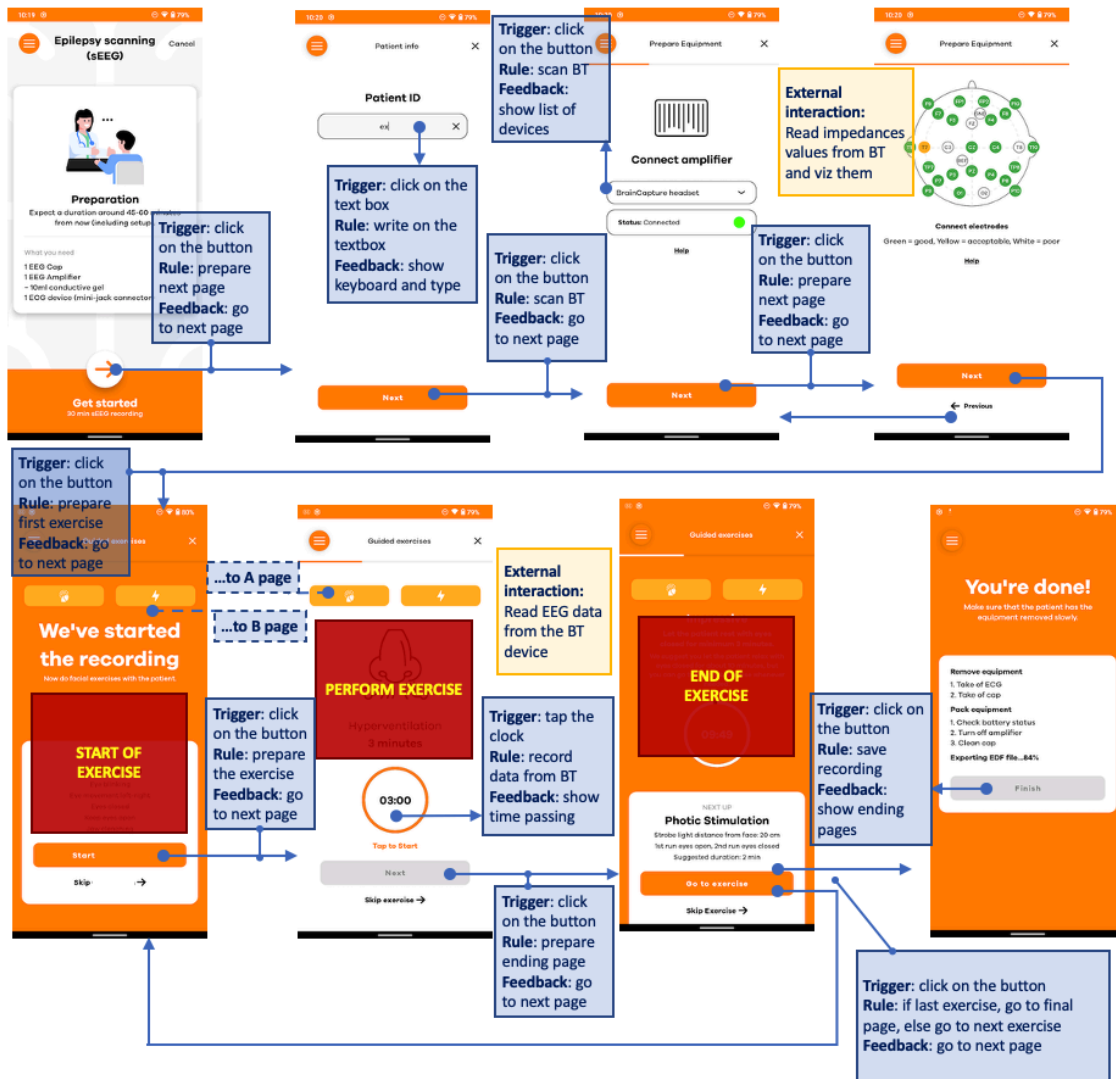 10:19
79%
Epilepsy scanning
(sEEG)
Cancel
Preparation
Expect a duration around 45-60 minutes
from now (including setup
What you need
1 EEG Cap
1 EEG Amplifier
~ 10ml conductive gel
1 ECG device (mini-jack connector
Get started
30 min sEEG recording
Trigger: click
on the button
Rule: prepare
next page
Feedback: go
to next page
10:23
79%
Patient info
Patient ID
ex
Next
Trigger: click on the
text box
Rule: write on the
textbox
Feedback: show
keyboard and type
Trigger: click
on the button
Rule: scan BT
Feedback:
show list of
devices
Trigger: click
on the button
Rule: scan BT
Feedback: go
to next page
79%
Prepare Equipment
Connect amplifier
BrainCapture headset
Status: Connected
Help
Next
External
interaction:
Read impedances
values from BT
and viz them
Trigger: click
on the button
Rule: prepare
next page
Feedback: go
to next page
10:23
79%
Prepare Equipment
Connect electrodes
Green = good, Yellow = acceptable, White = poor
Help
Next
← Previous
Trigger: click
on the button
Rule: prepare
first exercise
Feedback: go
to next page
80%
We've started
the recording
Now do facial exercises with the patient.
START OF
EXERCISE
Start
Skip →
...to A page
...to B page
Trigger: click
on the button
Rule: prepare
the exercise
Feedback: go
to next page
79%
Guided exercises
PERFORM EXERCISE
Hyperventilation
3 minutes
03:00
Tap to Start
Next
Skip exercise →
External
interaction:
Read EEG data
from the BT
device
Trigger: tap the
clock
Rule: record
data from BT
Feedback: show
time passing
Trigger: click
on the button
Rule: prepare
ending page
Feedback: go
to next page
79%
Guided exercises
END OF
EXERCISE
NEXT UP
Photic Stimulation
Strobe light distance from face: 20 cm
1st run eyes open, 2nd run eyes closed
Suggested duration: 2 min
Go to exercise
Skip Exercise →
Trigger: click on
the button
Rule: save
recording
Feedback:
show ending
pages
79%
You're done!
Make sure that the patient has the
equipment removed slowly.
Remove equipment
1. Take of ECG
2. Take of cap
Pack equipment
1. Check battery status
2. Turn off amplifier
3. Clean cap
Exporting EDF file...84%
Finish
Trigger: click on the button
Rule: if last exercise, go to final
page, else go to next exercise
Feedback: go to next page